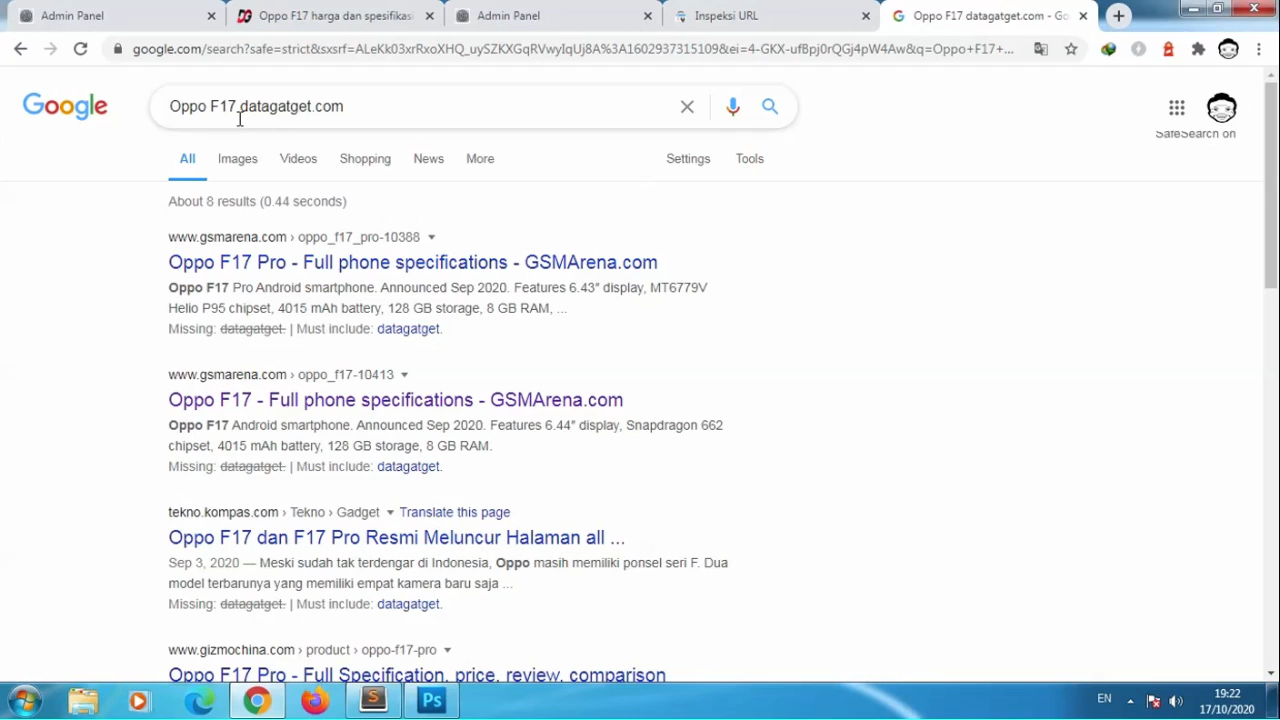 Admin Panel
Oppo F17 harga dan spesifikasi
Admin Panel
Inspeksi URL
Oppo F17 datagatget.com - Go
google.com/search?safe=strict&sxsrf=ALeKk03xrRxoXHQ_uySZKXGqRVwyIqUj8A%3A1602937315109&ei=4-GKX-ufBpj0rQGj4pW4Aw&q=Oppo+F17+...
Google
Oppo F17 datagatget.com
SafeSearch on
All Images Videos Shopping News More Settings Tools
About 8 results (0.44 seconds)
www.gsmarena.com › oppo_f17_pro-10388
Oppo F17 Pro - Full phone specifications - GSMArena.com
Oppo F17 Pro Android smartphone. Announced Sep 2020. Features 6.43″ display, MT6779V
Helio P95 chipset, 4015 mAh battery, 128 GB storage, 8 GB RAM, ...
Missing: datagatget. | Must include: datagatget.
www.gsmarena.com › oppo_f17-10413
Oppo F17 - Full phone specifications - GSMArena.com
Oppo F17 Android smartphone. Announced Sep 2020. Features 6.44″ display, Snapdragon 662
chipset, 4015 mAh battery, 128 GB storage, 8 GB RAM.
Missing: datagatget. | Must include: datagatget.
tekno.kompas.com › Tekno › Gadget Translate this page
Oppo F17 dan F17 Pro Resmi Meluncur Halaman all ...
Sep 3, 2020 — Meski sudah tak terdengar di Indonesia, Oppo masih memiliki ponsel seri F. Dua
model terbarunya yang memiliki empat kamera baru saja ...
Missing: datagatget. | Must include: datagatget.
www.gizmochina.com › product › oppo-f17-pro
Oppo F17 Pro - Full Specification, price, review, comparison
S
Ps
EN
19:22
17/10/2020